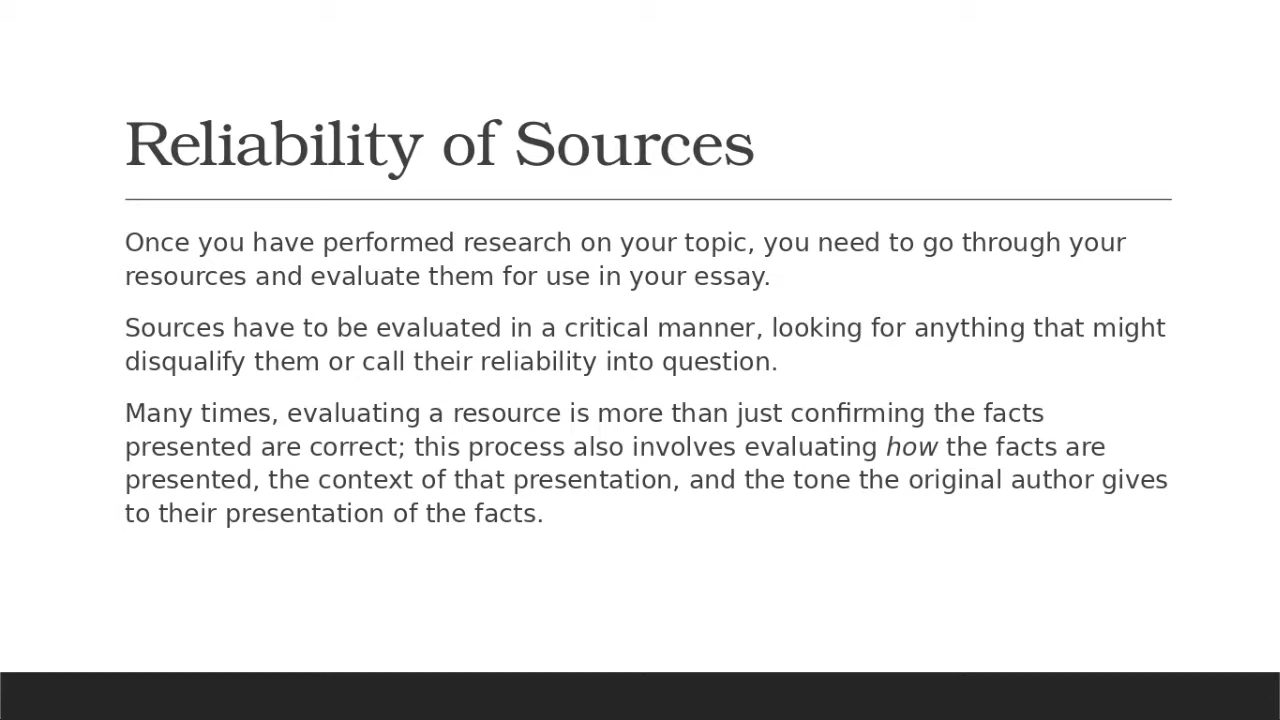 Reliability of Sources
Once you have performed research on your topic, you need to go through your
resources and evaluate them for use in your essay.
Sources have to be evaluated in a critical manner, looking for anything that might
disqualify them or call their reliability into question.
Many times, evaluating a resource is more than just confirming the facts
presented are correct; this process also involves evaluating how the facts are
presented, the context of that presentation, and the tone the original author gives
to their presentation of the facts.